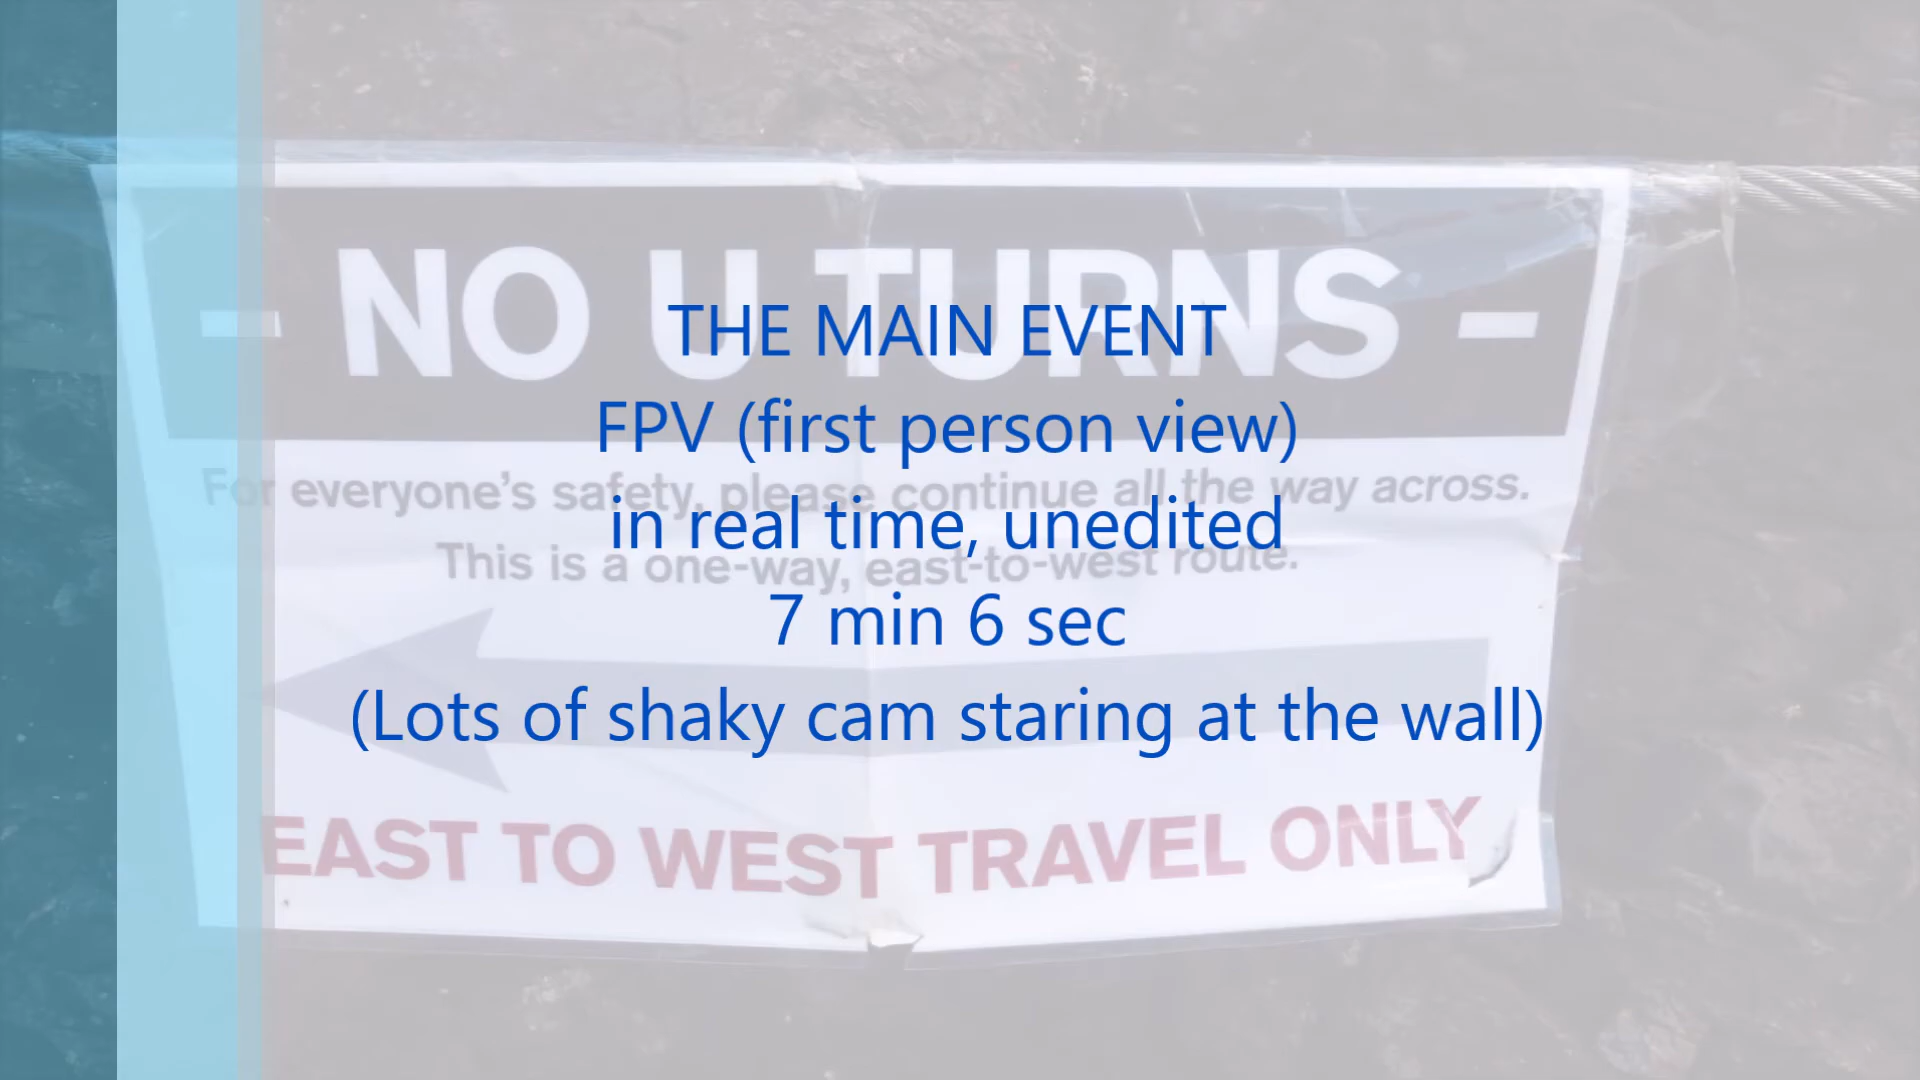 - NO U TURNS -
For everyone's safety, please continue all the way across.
This is a one-way, east-to-west route.
EAST TO WEST TRAVEL ONLY
THE MAIN EVENT
FPV (first person view)
in real time, unedited
7 min 6 sec
(Lots of shaky cam staring at the wall)